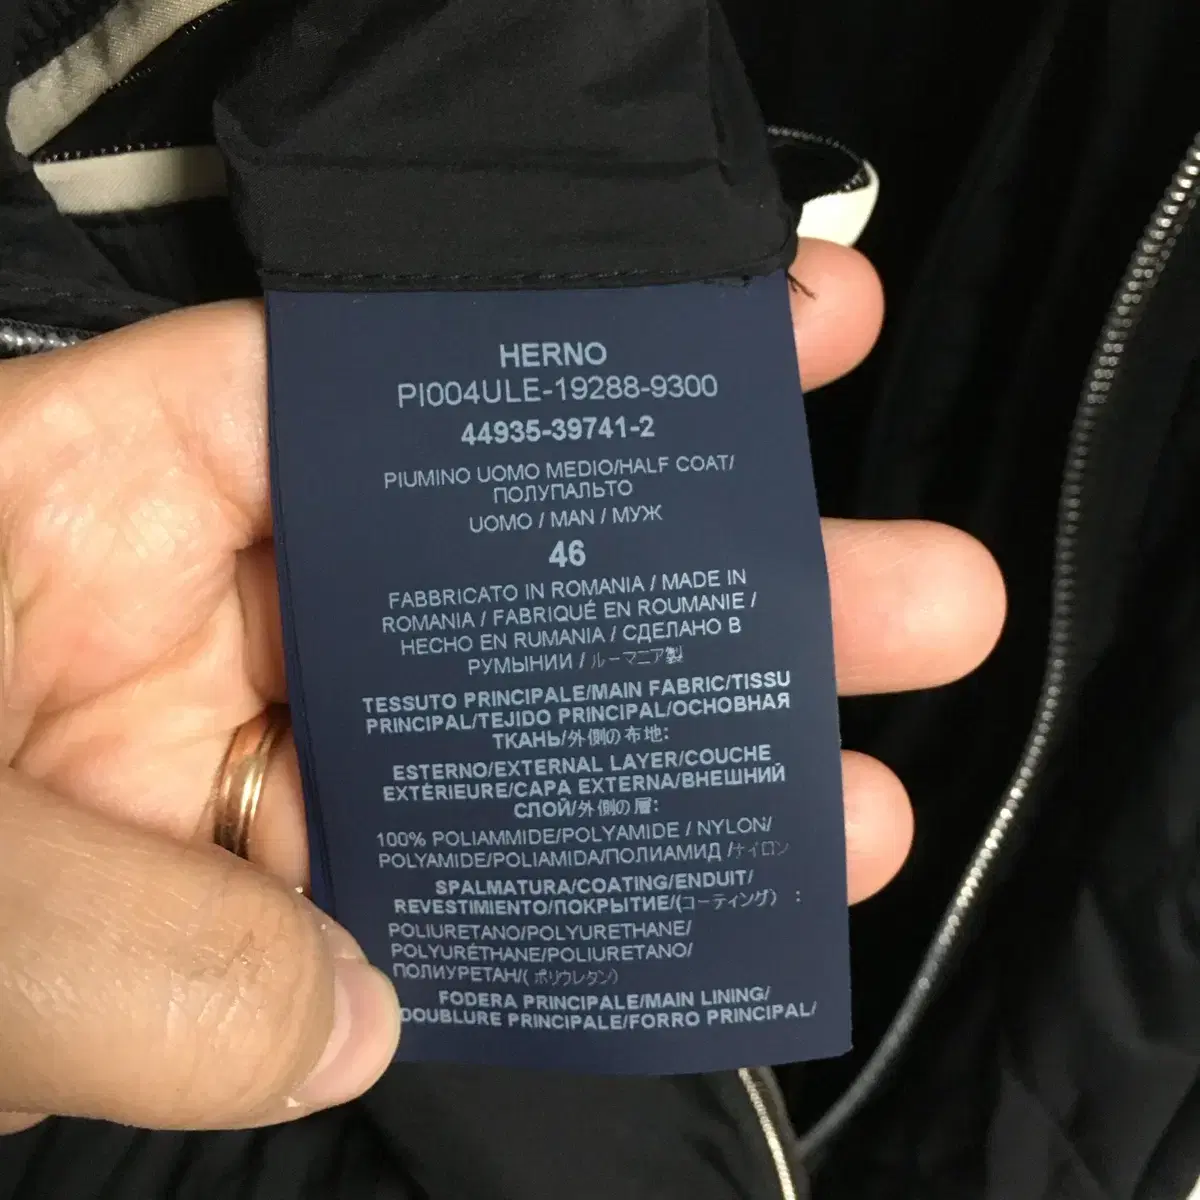 HERNO
PI004ULE-19288-9300
44935-39741-2
PIUMINO UOMO MEDIO/HALF COAT/
ПОЛУПАЛЬТО
UOMO / MAN / МУЖ
46
FABBRICATO IN ROMANIA / MADE IN
ROMANIA / FABRIQUÉ EN ROUMANIE /
HECHO EN RUMANIA / СДЕЛАНО В
РУМЫНИИ / ルーマニア製
TESSUTO PRINCIPALE/MAIN FABRIC/TISSU
PRINCIPAL/TEJIDO PRINCIPAL/ОСНОВНАЯ
ТКАНЬ/外側の布地:
ESTERNO/EXTERNAL LAYER/COUCHE
EXTÉRIEURE/CAPA EXTERNA/ВНЕШНИЙ
СЛОЙ/外側の層:
100% POLIAMMIDE/POLYAMIDE / NYLON/
POLYAMIDE/POLIAMIDA/ПОЛИАМИД /ナイロン
SPALMATURA/COATING/ENDUIT/
REVESTIMIENTO/ПОКРЫТИЕ/(コーティング) :
POLIURETANO/POLYURETHANE/
POLYURÉTHANE/POLIURETANO/
ПОЛИУРЕТАН/( ポリウレタン)
FODERA PRINCIPALE/MAIN LINING/
DOUBLURE PRINCIPALE/FORRO PRINCIPAL/